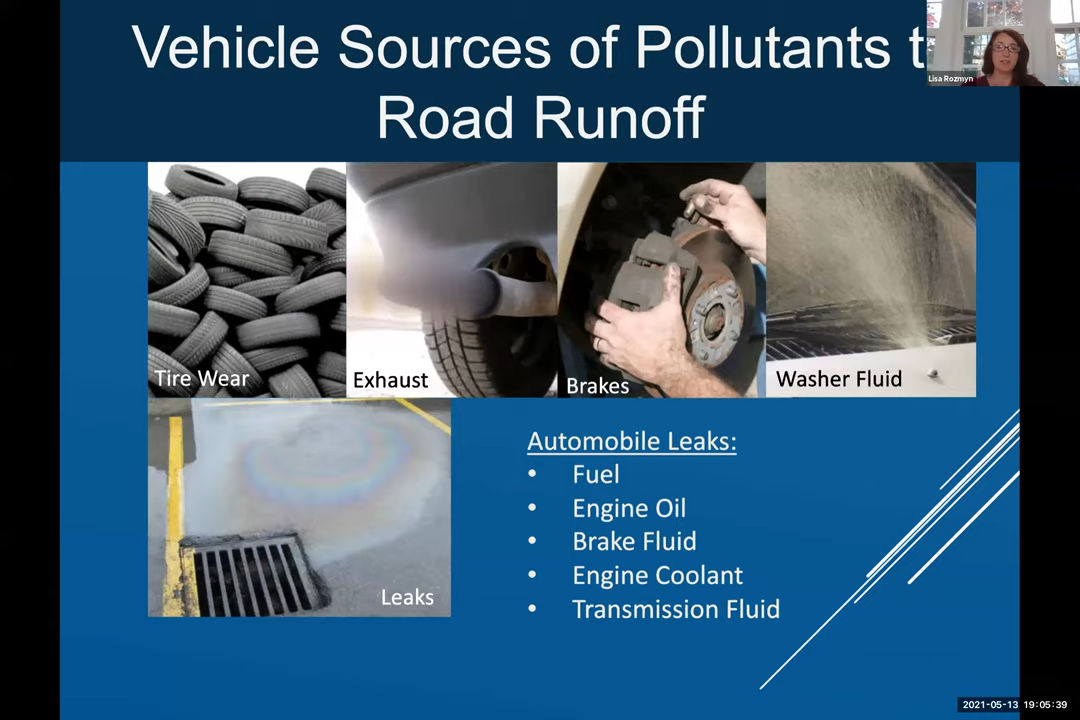 Vehicle Sources of Pollutants t
Road Runoff
Lisa Rozmyn
Tire Wear
Exhaust
Brakes
Washer Fluid
Leaks
Automobile Leaks:
• Fuel
• Engine Oil
• Brake Fluid
• Engine Coolant
• Transmission Fluid
2021-05-13 19:05:39